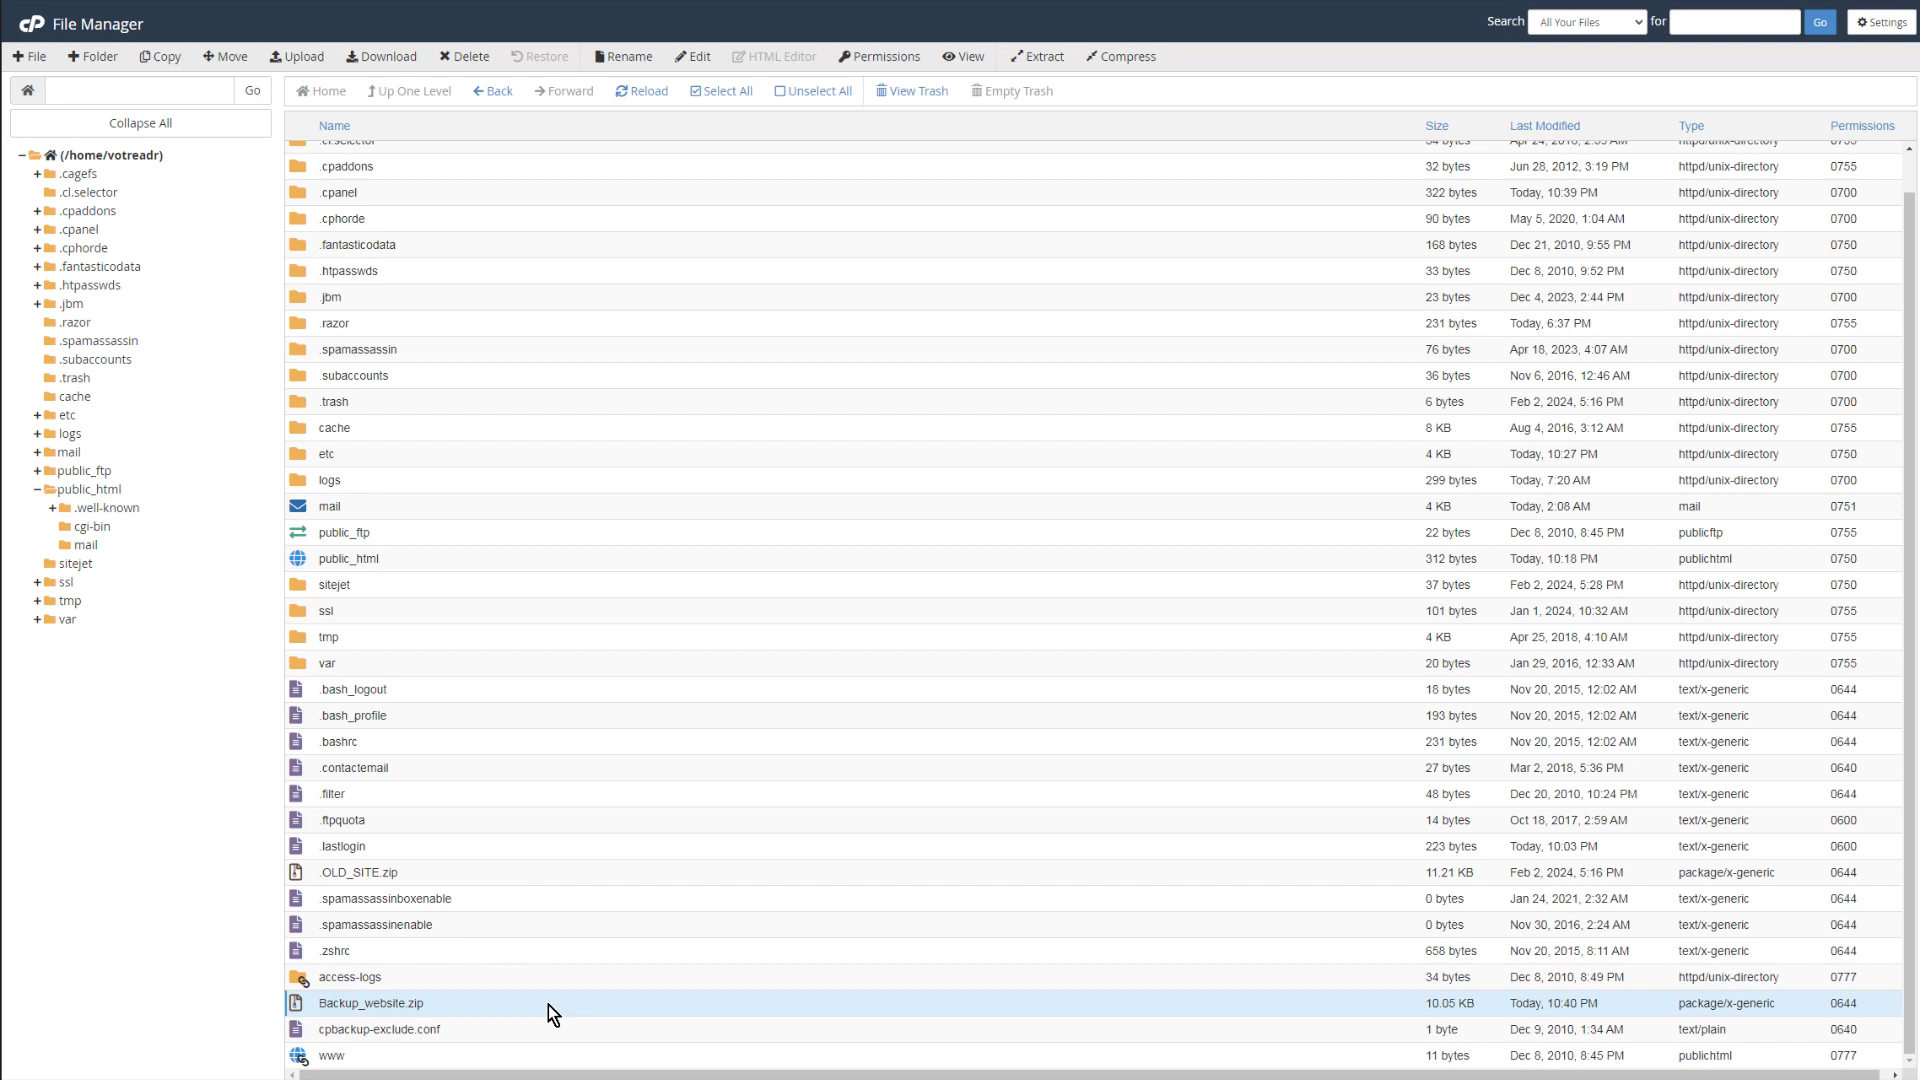 cP File Manager Search All Your Files for Go Settings
File Folder Copy Move Upload Download Delete Restore Rename Edit HTML Editor Permissions View Extract Compress
Go Home Up One Level Back Forward Reload Select All Unselect All View Trash Empty Trash
Collapse All
(/home/votreadr)
.cagefs
.cl.selector
.cpaddons
.cpanel
.cphorde
.fantasticodata
.htpasswds
.jbm
.razor
.spamassassin
.subaccounts
.trash
cache
etc
logs
mail
public_ftp
public_html
.well-known
cgi-bin
mail
sitejet
ssl
tmp
var
Name Size Last Modified Type Permissions
.cpaddons 32 bytes Jun 28, 2012, 3:19 PM httpd/unix-directory 0755
.cpanel 322 bytes Today, 10:39 PM httpd/unix-directory 0700
.cphorde 90 bytes May 5, 2020, 1:04 AM httpd/unix-directory 0700
.fantasticodata 168 bytes Dec 21, 2010, 9:55 PM httpd/unix-directory 0750
.htpasswds 33 bytes Dec 8, 2010, 9:52 PM httpd/unix-directory 0750
.jbm 23 bytes Dec 4, 2023, 2:44 PM httpd/unix-directory 0700
.razor 231 bytes Today, 6:37 PM httpd/unix-directory 0755
.spamassassin 76 bytes Apr 18, 2023, 4:07 AM httpd/unix-directory 0700
.subaccounts 36 bytes Nov 6, 2016, 12:46 AM httpd/unix-directory 0700
.trash 6 bytes Feb 2, 2024, 5:16 PM httpd/unix-directory 0700
cache 8 KB Aug 4, 2016, 3:12 AM httpd/unix-directory 0755
etc 4 KB Today, 10:27 PM httpd/unix-directory 0750
logs 299 bytes Today, 7:20 AM httpd/unix-directory 0700
mail 4 KB Today, 2:08 AM mail 0751
public_ftp 22 bytes Dec 8, 2010, 8:45 PM publicftp 0755
public_html 312 bytes Today, 10:18 PM publichtml 0750
sitejet 37 bytes Feb 2, 2024, 5:28 PM httpd/unix-directory 0750
ssl 101 bytes Jan 1, 2024, 10:32 AM httpd/unix-directory 0755
tmp 4 KB Apr 25, 2018, 4:10 AM httpd/unix-directory 0755
var 20 bytes Jan 29, 2016, 12:33 AM httpd/unix-directory 0755
.bash_logout 18 bytes Nov 20, 2015, 12:02 AM text/x-generic 0644
.bash_profile 193 bytes Nov 20, 2015, 12:02 AM text/x-generic 0644
.bashrc 231 bytes Nov 20, 2015, 12:02 AM text/x-generic 0644
.contactemail 27 bytes Mar 2, 2018, 5:36 PM text/x-generic 0640
.filter 48 bytes Dec 20, 2010, 10:24 PM text/x-generic 0644
.ftpquota 14 bytes Oct 18, 2017, 2:59 AM text/x-generic 0600
.lastlogin 223 bytes Today, 10:03 PM text/x-generic 0600
.OLD_SITE.zip 11.21 KB Feb 2, 2024, 5:16 PM package/x-generic 0644
.spamassassinboxenable 0 bytes Jan 24, 2021, 2:32 AM text/x-generic 0644
.spamassassinenable 0 bytes Nov 30, 2016, 2:24 AM text/x-generic 0644
.zshrc 658 bytes Nov 20, 2015, 8:11 AM text/x-generic 0644
access-logs 34 bytes Dec 8, 2010, 8:49 PM httpd/unix-directory 0777
Backup_website.zip 10.05 KB Today, 10:40 PM package/x-generic 0644
cpbackup-exclude.conf 1 byte Dec 9, 2010, 1:34 AM text/plain 0640
www 11 bytes Dec 8, 2010, 8:45 PM publichtml 0777